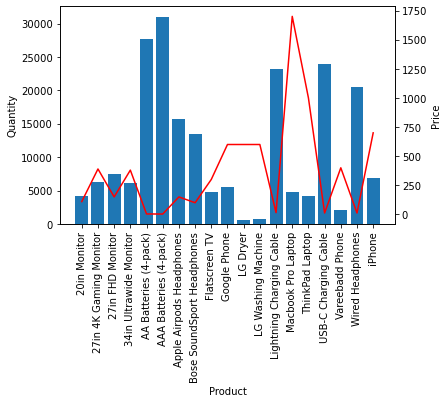 30000
25000
20000
15000
10000
5000
0
Quantity
1750
1500
1250
1000
750
500
250
0
Price
20in Monitor
27in 4K Gaming Monitor
27in FHD Monitor
34in Ultrawide Monitor
AA Batteries (4-pack)
AAA Batteries (4-pack)
Apple Airpods Headphones
Bose SoundSport Headphones
Flatscreen TV
Google Phone
LG Dryer
LG Washing Machine
Lightning Charging Cable
Macbook Pro Laptop
ThinkPad Laptop
USB-C Charging Cable
Vareebadd Phone
Wired Headphones
iPhone
Product